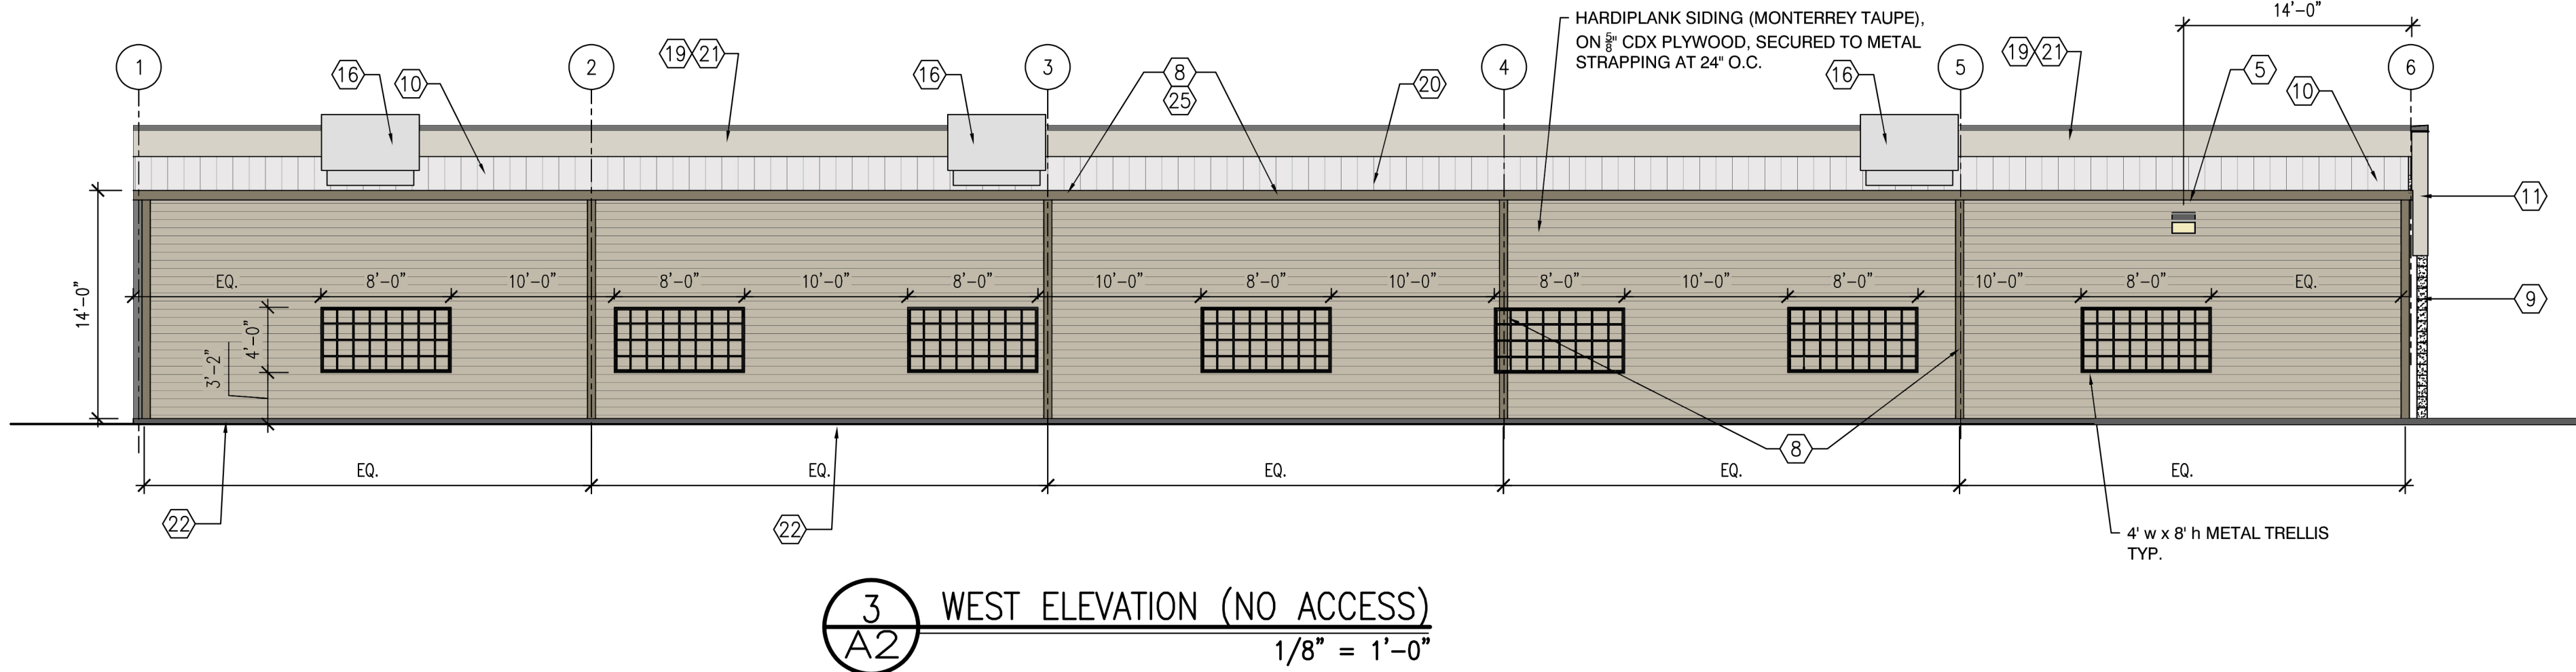 HARDIPLANK SIDING (MONTERREY TAUPE),
ON 5/8" CDX PLYWOOD, SECURED TO METAL
STRAPPING AT 24" O.C.
14'-0"
1
16
10
2
19 21
16
3
8
25
20
4
16
5
19 21
5
10
6
11
9
14'-0"
EQ.
8'-0"
10'-0"
8'-0"
10'-0"
8'-0"
10'-0"
8'-0"
10'-0"
8'-0"
10'-0"
8'-0"
10'-0"
8'-0"
EQ.
4'-0"
3'-2"
8
EQ.
EQ.
EQ.
EQ.
EQ.
22
22
4' w x 8' h METAL TRELLIS
TYP.
3
A2
WEST ELEVATION (NO ACCESS)
1/8" = 1'-0"